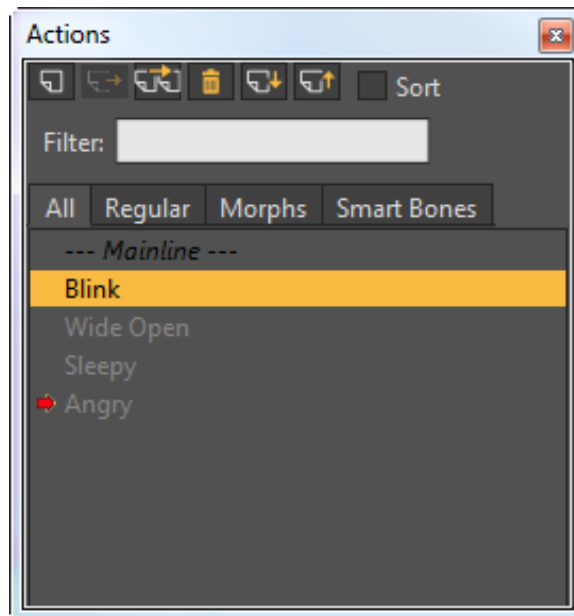 Actions
Sort
Filter:
All Regular Morphs Smart Bones
--- Mainline ---
Blink
Wide Open
Sleepy
Angry